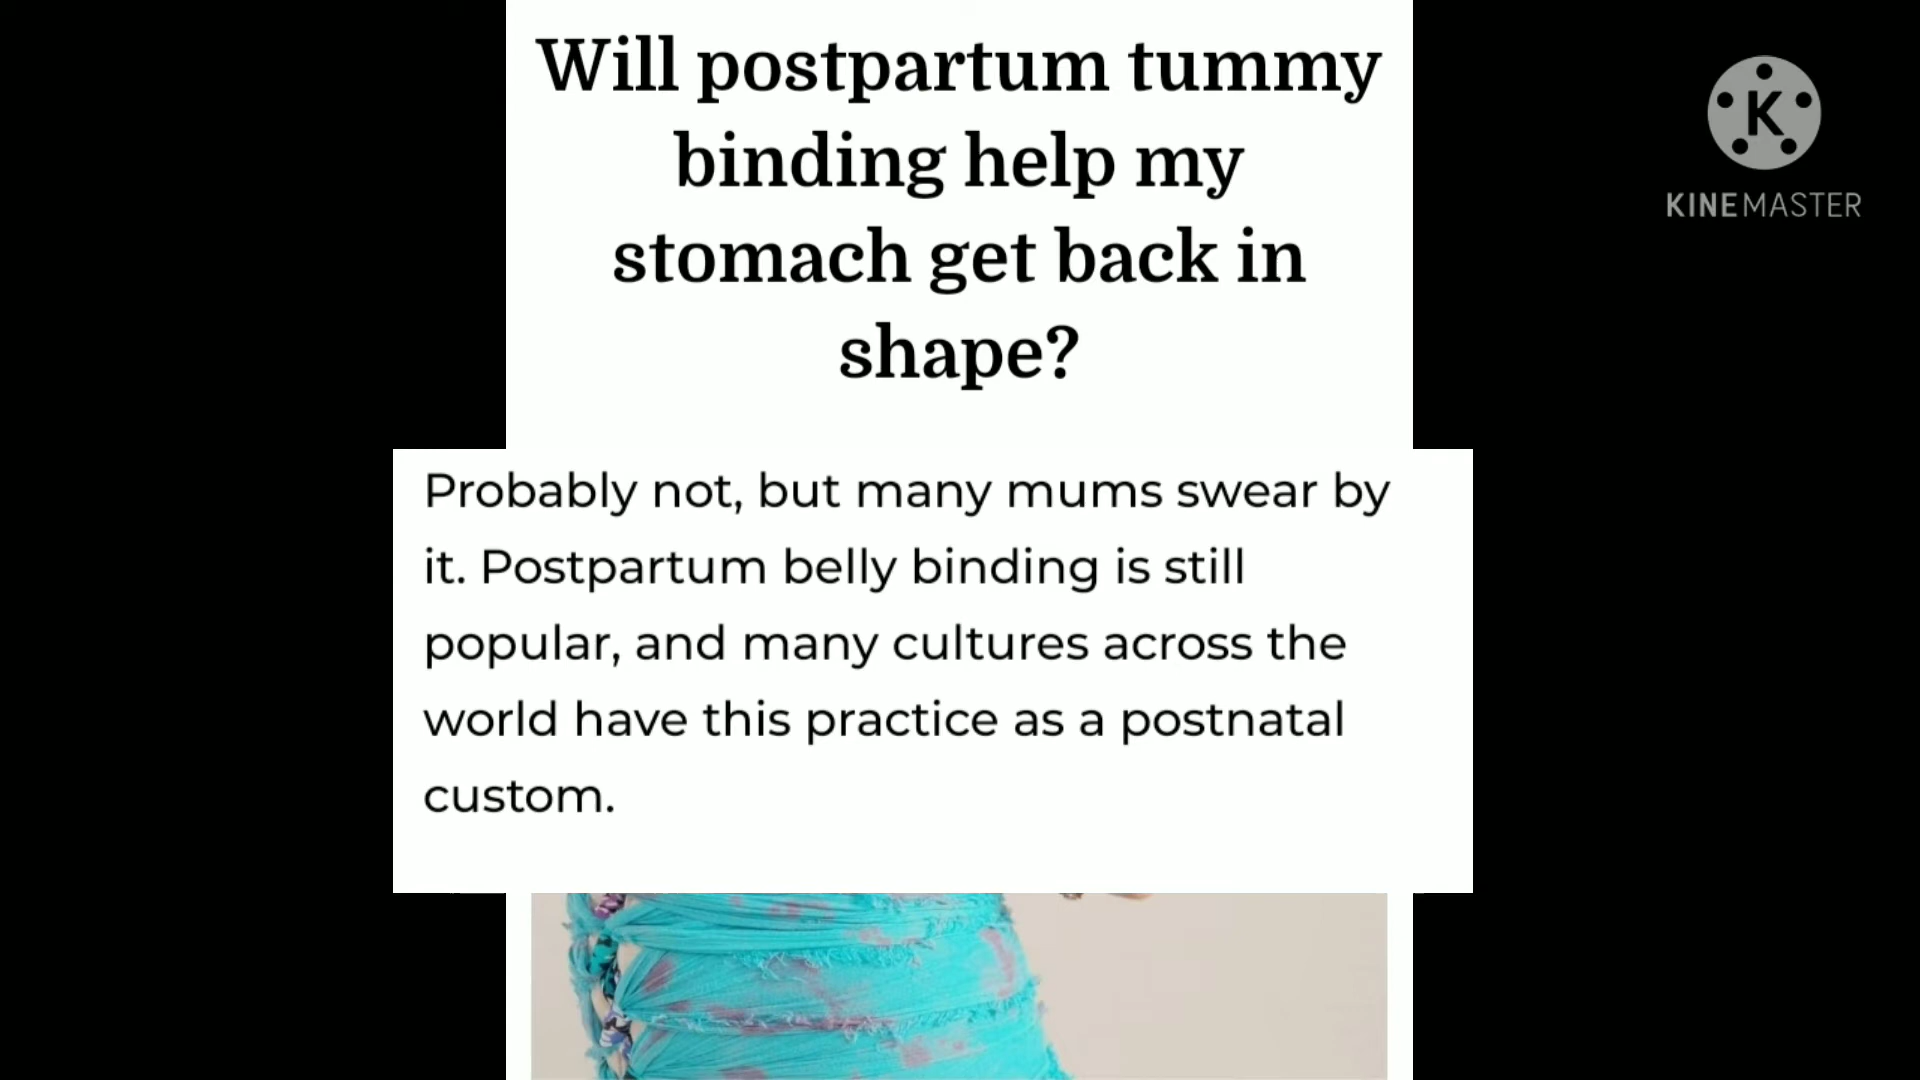 Will postpartum tummy
binding help my
stomach get back in
shape?
K
KINEMASTER
Probably not, but many mums swear by
it. Postpartum belly binding is still
popular, and many cultures across the
world have this practice as a postnatal
custom.